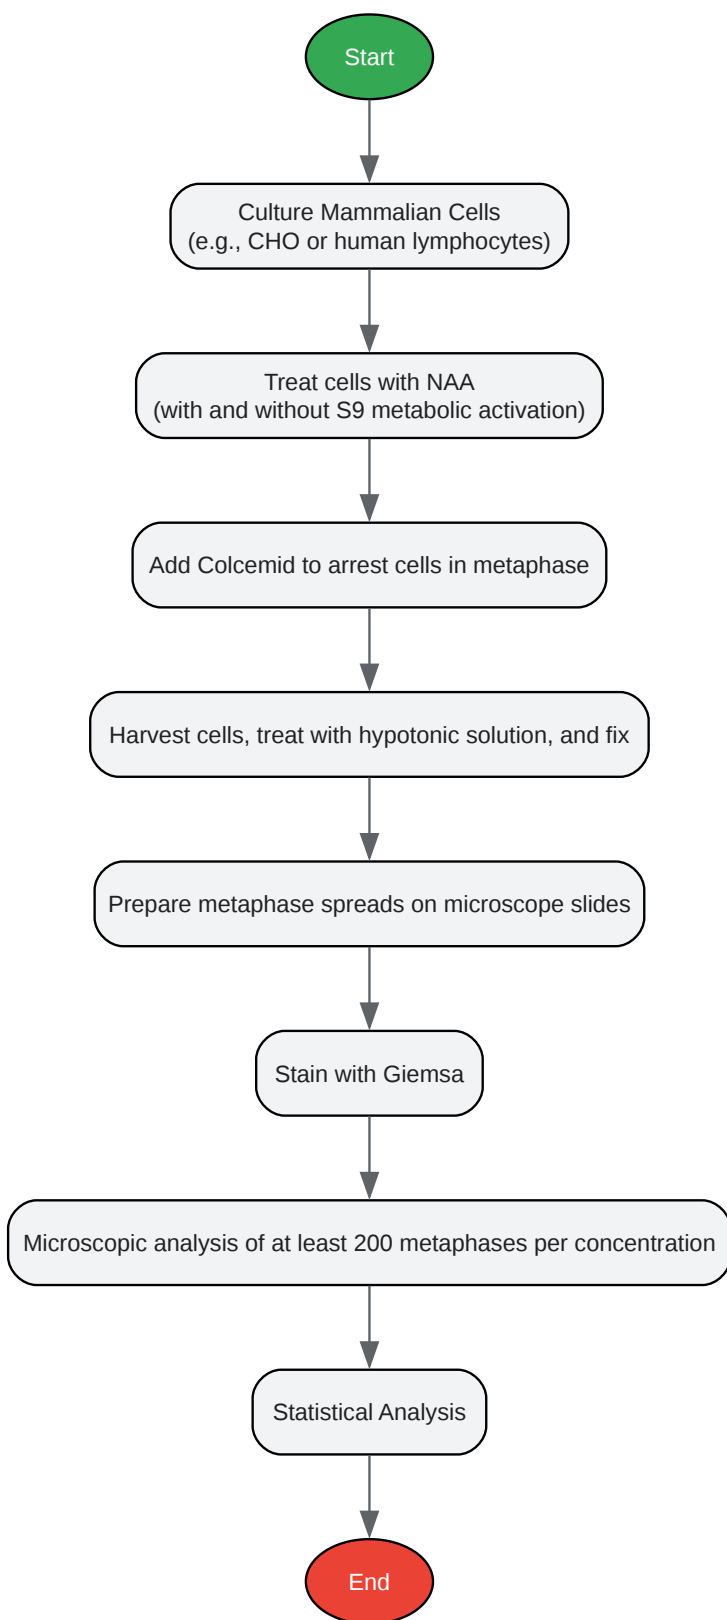 Start
Culture Mammalian Cells
(e.g., CHO or human lymphocytes)
Treat cells with NAA
(with and without S9 metabolic activation)
Add Colcemid to arrest cells in metaphase
Harvest cells, treat with hypotonic solution, and fix
Prepare metaphase spreads on microscope slides
Stain with Giemsa
Microscopic analysis of at least 200 metaphases per concentration
Statistical Analysis
End